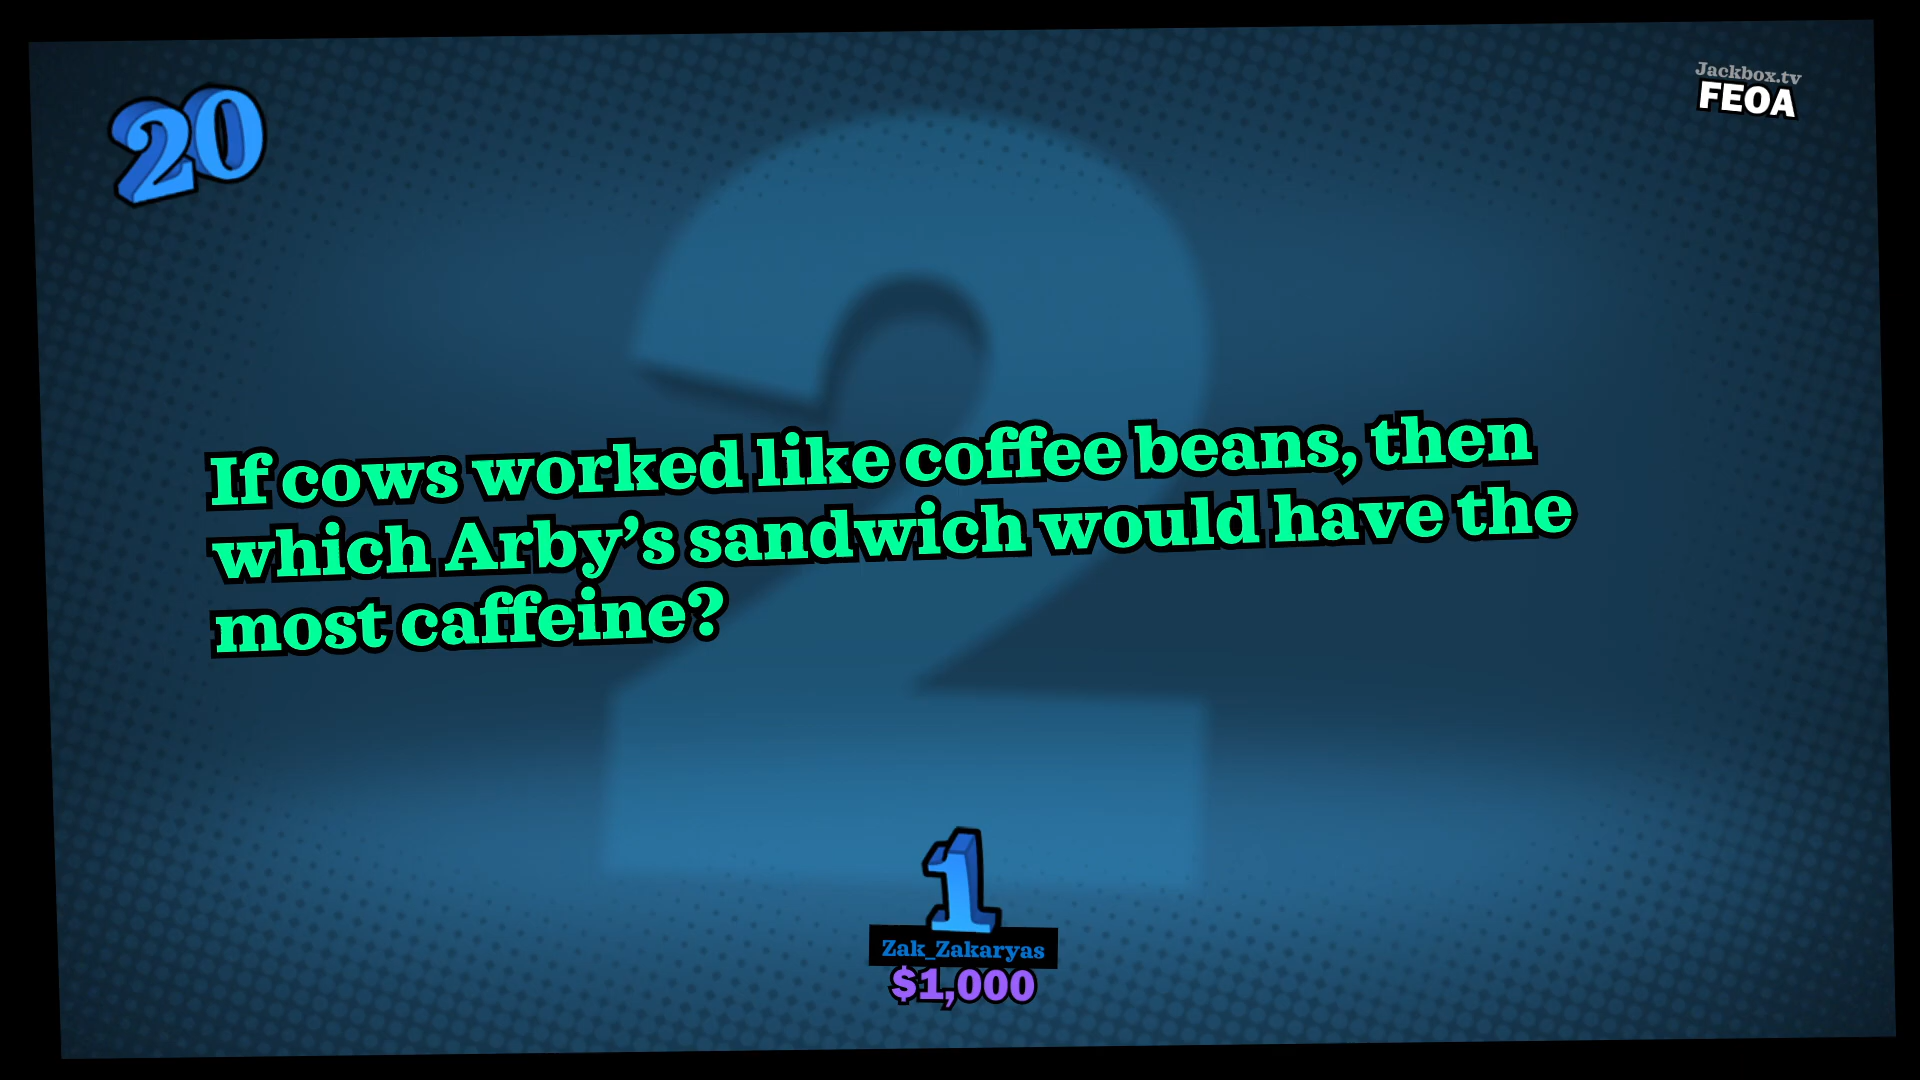 20
Jackbox.tv
FEOA
2
If cows worked like coffee beans, then
which Arby’s sandwich would have the
most caffeine?
1
Zak_Zakaryas
$1,000